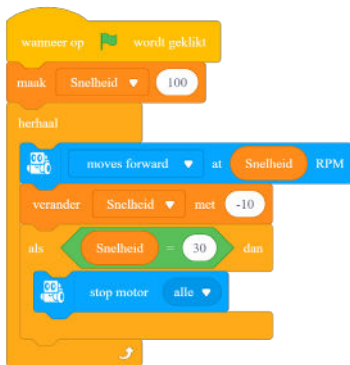 wanneer op wordt geklikt
maak Snelheid 100
herhaal
moves forward at Snelheid RPM
verander Snelheid met -10
als Snelheid = 30 dan
stop motor alle